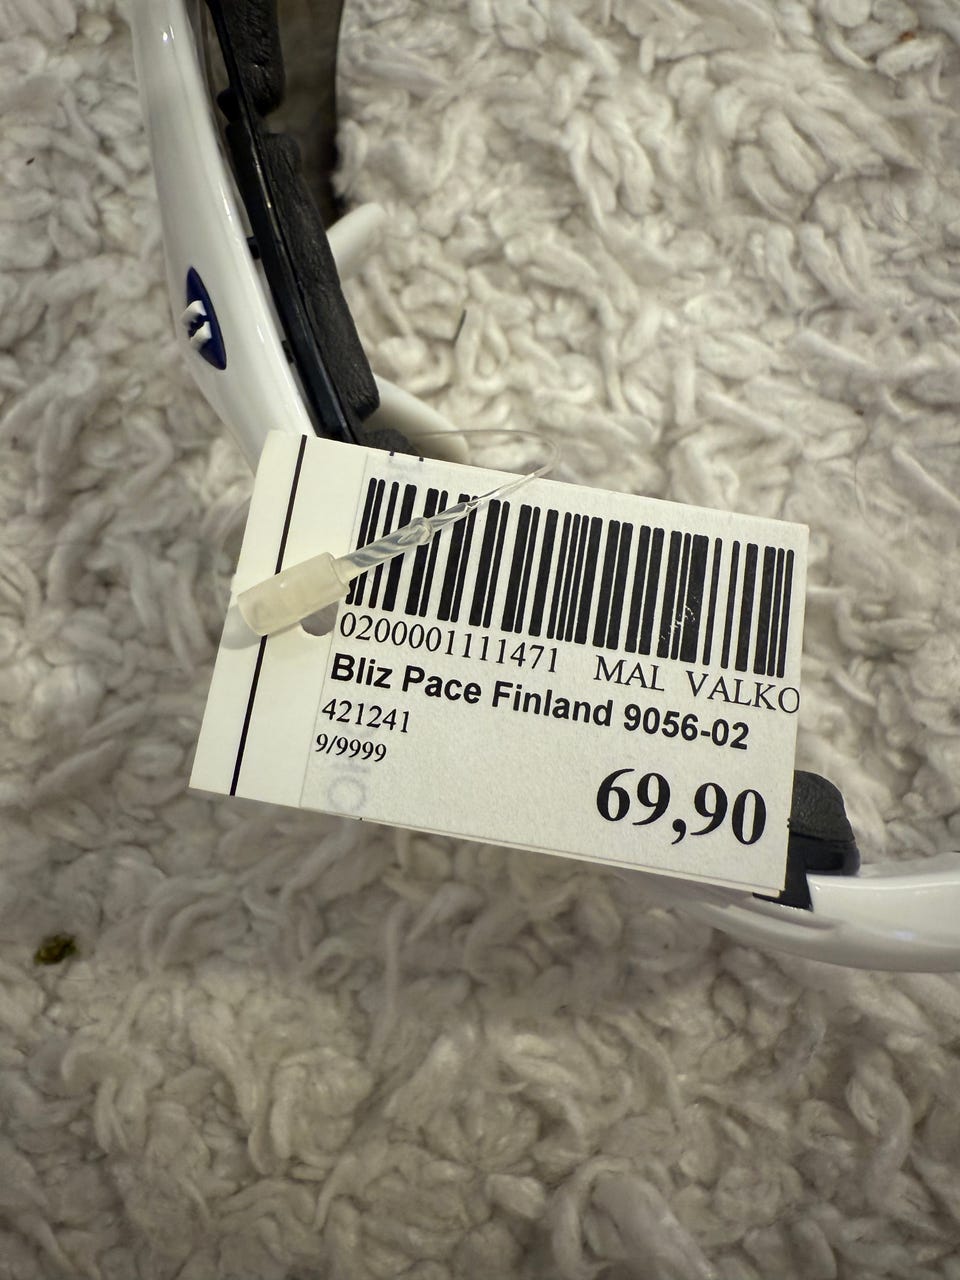 0200001111471 MAL VALKO
Bliz Pace Finland 9056-02
421241
9/9999
69,90